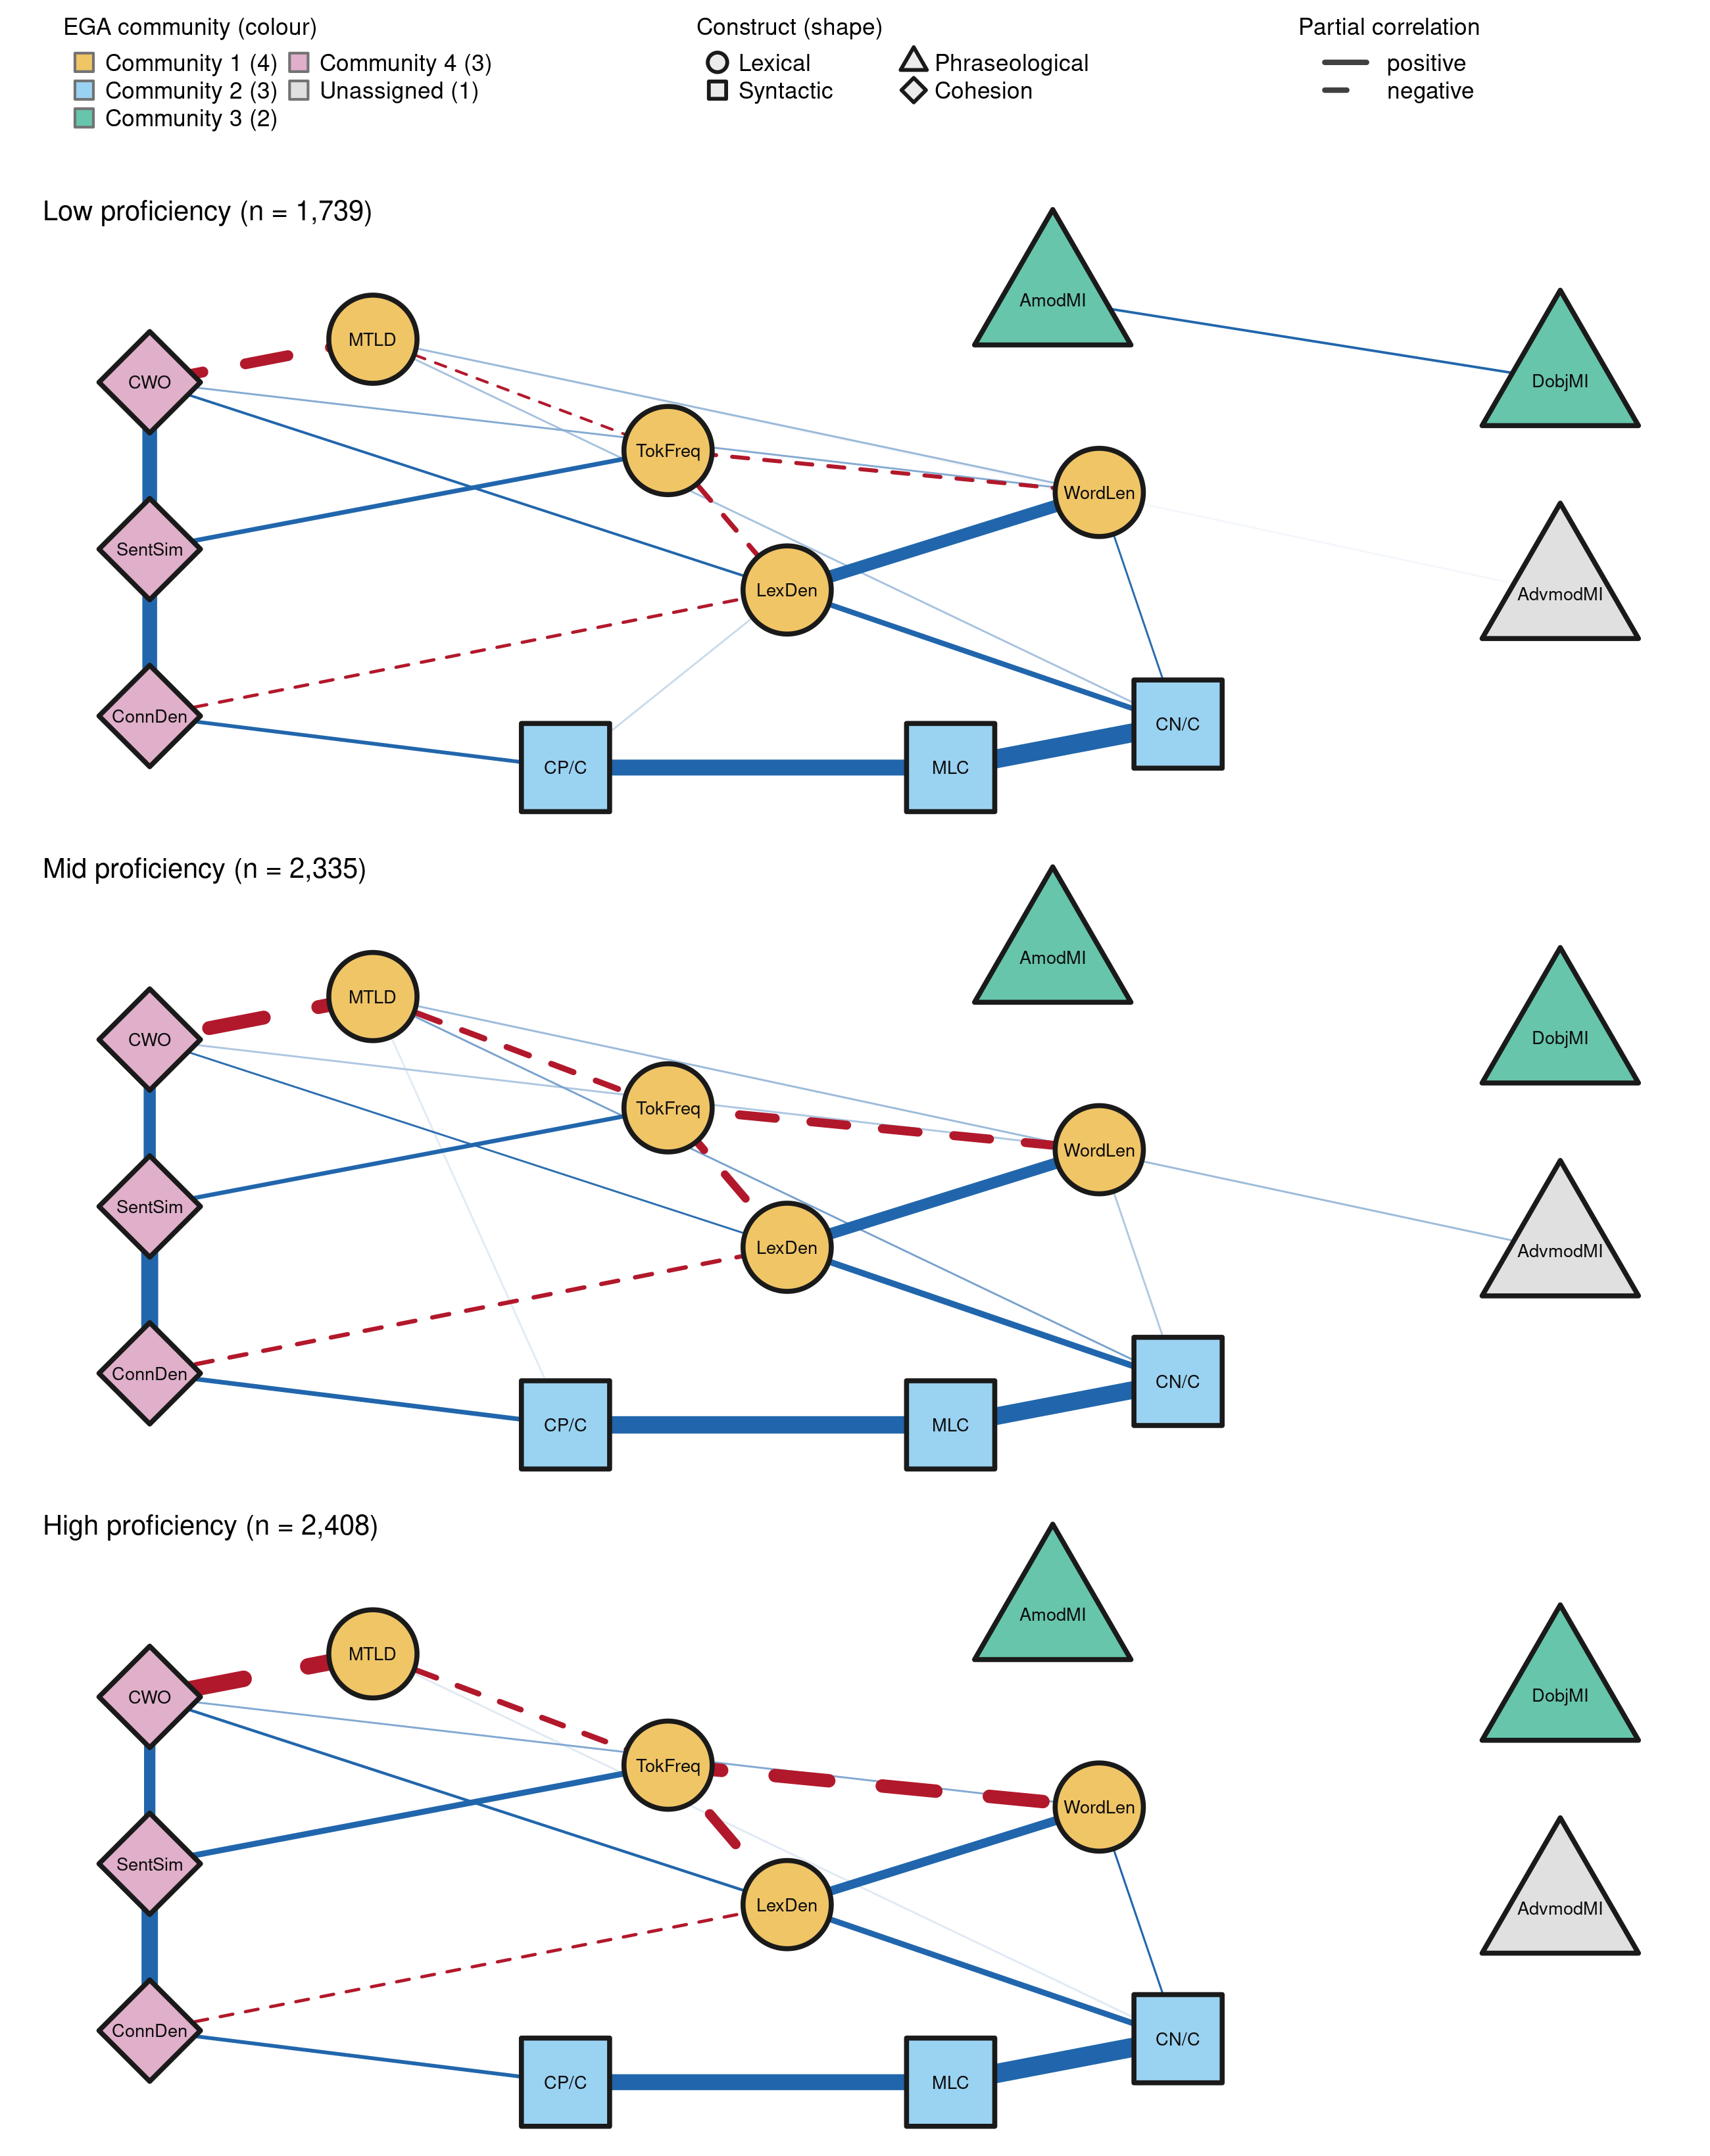 EGA community (colour)
Community 1 (4)
Community 2 (3)
Community 3 (2)
Community 4 (3)
Unassigned (1)
Construct (shape)
Lexical
Syntactic
Phraseological
Cohesion
Partial correlation
positive
negative
Low proficiency (n = 1,739)
AmodMI
MTLD
CWO
DobjMI
TokFreq
WordLen
SentSim
LexDen
AdvmodMI
ConnDen
CN/C
CP/C
MLC
Mid proficiency (n = 2,335)
AmodMI
MTLD
CWO
DobjMI
TokFreq
WordLen
SentSim
LexDen
AdvmodMI
ConnDen
CN/C
CP/C
MLC
High proficiency (n = 2,408)
AmodMI
MTLD
CWO
DobjMI
TokFreq
WordLen
SentSim
LexDen
AdvmodMI
ConnDen
CN/C
CP/C
MLC